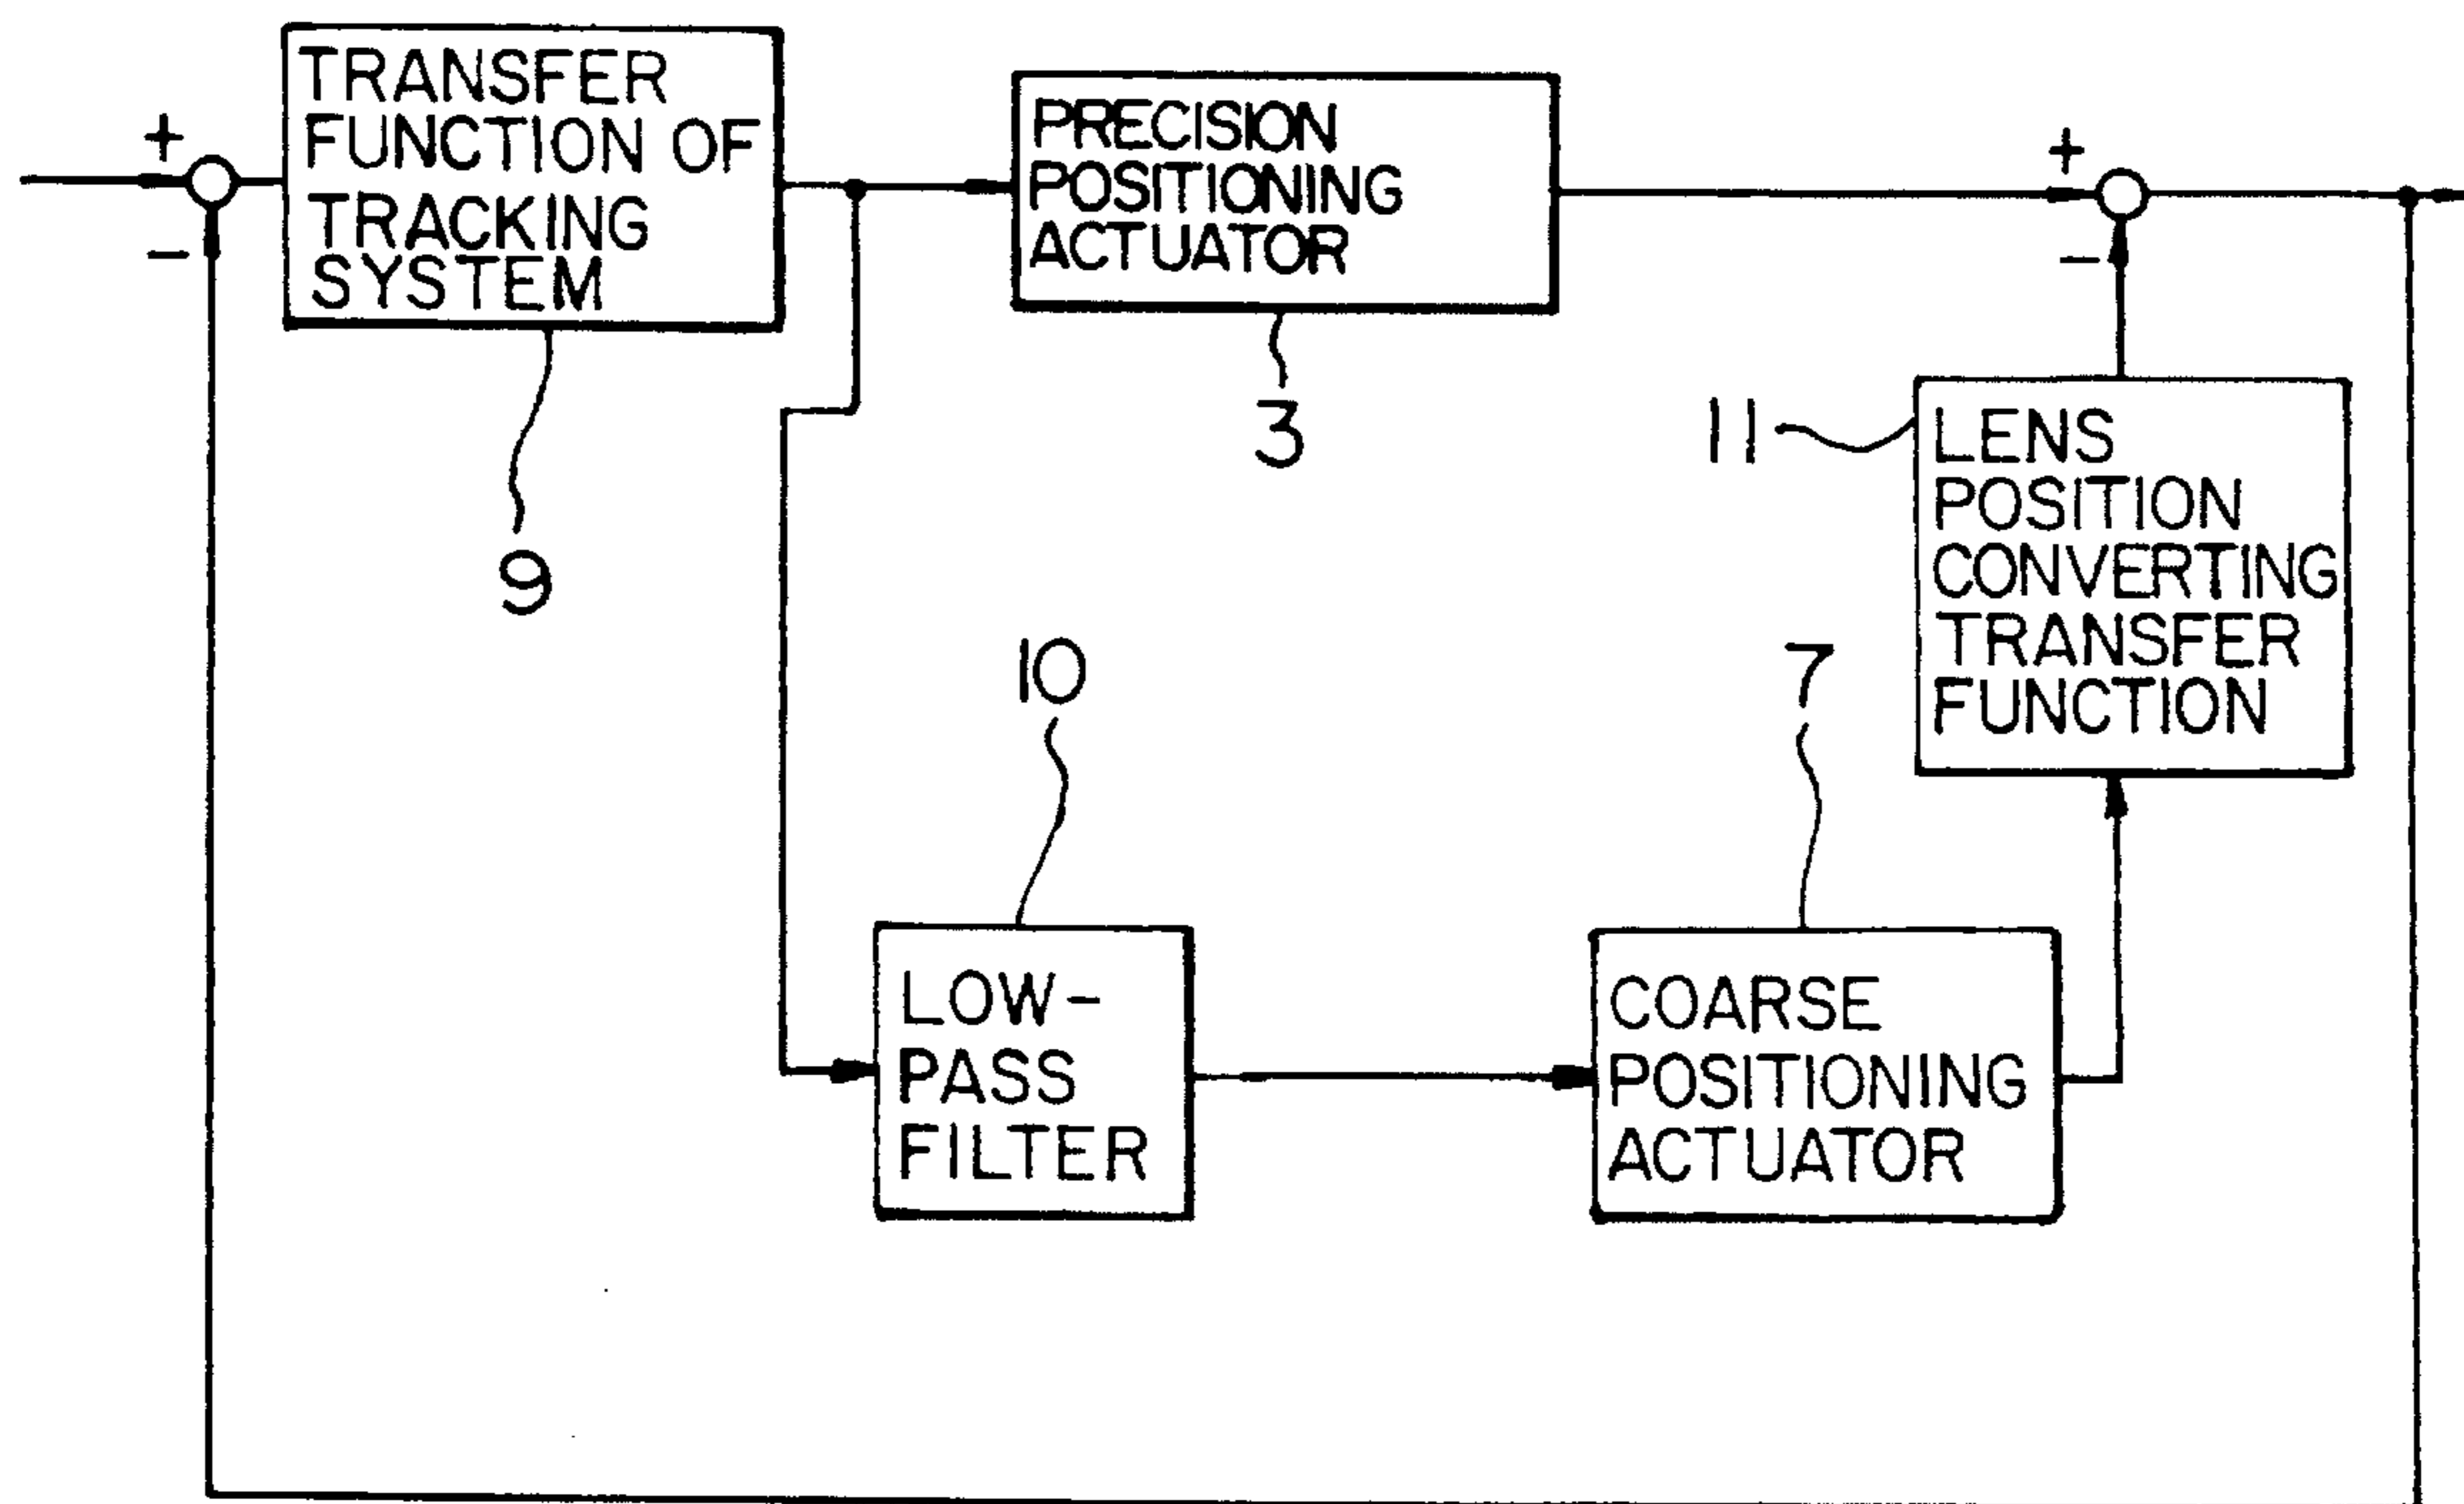 TRANSFER
FUNCTION OF
TRACKING
SYSTEM
+
-
9
PRECISION
POSITIONING
ACTUATOR
3
+
-
11
LENS
POSITION
CONVERTING
TRANSFER
FUNCTION
10
LOW-
PASS
FILTER
7
COARSE
POSITIONING
ACTUATOR